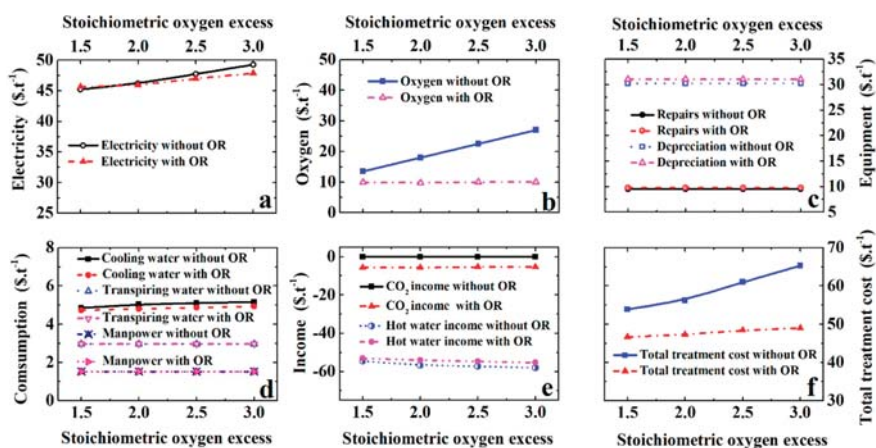 Stoichiometric oxygen excess
Stoichiometric oxygen excess
Stoichiometric oxygen excess
1.5 2.0 2.5 3.0
1.5 2.0 2.5 3.0
1.5 2.0 2.5 3.0
Electricity ($.t⁻¹)
50
45
40
35
30
25
Electricity without OR
Electricity with OR
a
Oxygen ($.t⁻¹)
50
40
30
20
10
0
Oxygen without OR
Oxygen with OR
b
Repairs without OR
Repairs with OR
Depreciation without OR
Depreciation with OR
c
35
30
25
20
15
10
5
Equipment ($.t⁻¹)
Comsumption ($.t⁻¹)
8
6
4
2
0
Cooling water without OR
Cooling water with OR
Transpiring water without OR
Transpiring water with OR
Manpower without OR
Manpower with OR
d
1.5 2.0 2.5 3.0
Stoichiometric oxygen excess
Income ($.t⁻¹)
0
-20
-40
-60
CO₂ income without OR
CO₂ income with OR
Hot water income without OR
Hot water income with OR
e
1.5 2.0 2.5 3.0
Stoichiometric oxygen excess
Total treatment cost without OR
Total treatment cost with OR
f
70
60
50
40
30
Total treatment cost ($.t⁻¹)
1.5 2.0 2.5 3.0
Stoichiometric oxygen excess